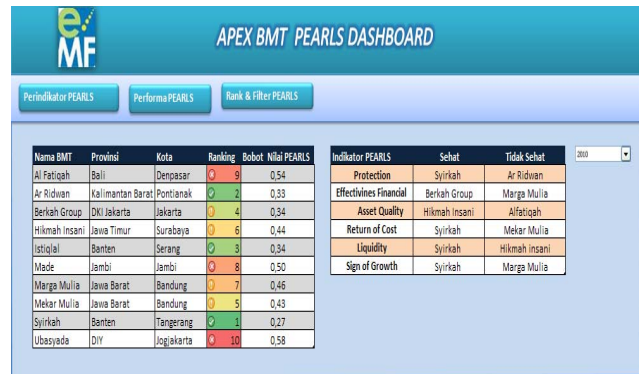 eMF
APEX BMT PEARLS DASHBOARD
Perindikator PEARLS
Performa PEARLS
Rank & Filter PEARLS
Nama BMT Provinsi Kota Ranking Bobot Nilai PEARLS
Al Fatiqah Bali Denpasar 9 0,54
Ar Ridwan Kalimantan Barat Pontianak 2 0,33
Berkah Group DKI Jakarta Jakarta 4 0,34
Hikmah Insani Jawa Timur Surabaya 6 0,44
Istiqlal Banten Serang 3 0,34
Made Jambi Jambi 8 0,50
Marga Mulia Jawa Barat Bandung 7 0,46
Mekar Mulia Jawa Barat Bandung 5 0,43
Syirkah Banten Tangerang 1 0,27
Ubasyada DIY Jogjakarta 10 0,58
Indikator PEARLS Sehat Tidak Sehat
Protection Syirkah Ar Ridwan
Effectivines Financial Berkah Group Marga Mulia
Asset Quality Hikmah Insani Alfatiqah
Return of Cost Syirkah Mekar Mulia
Liquidity Syirkah Hikmah insani
Sign of Growth Syirkah Marga Mulia
2010